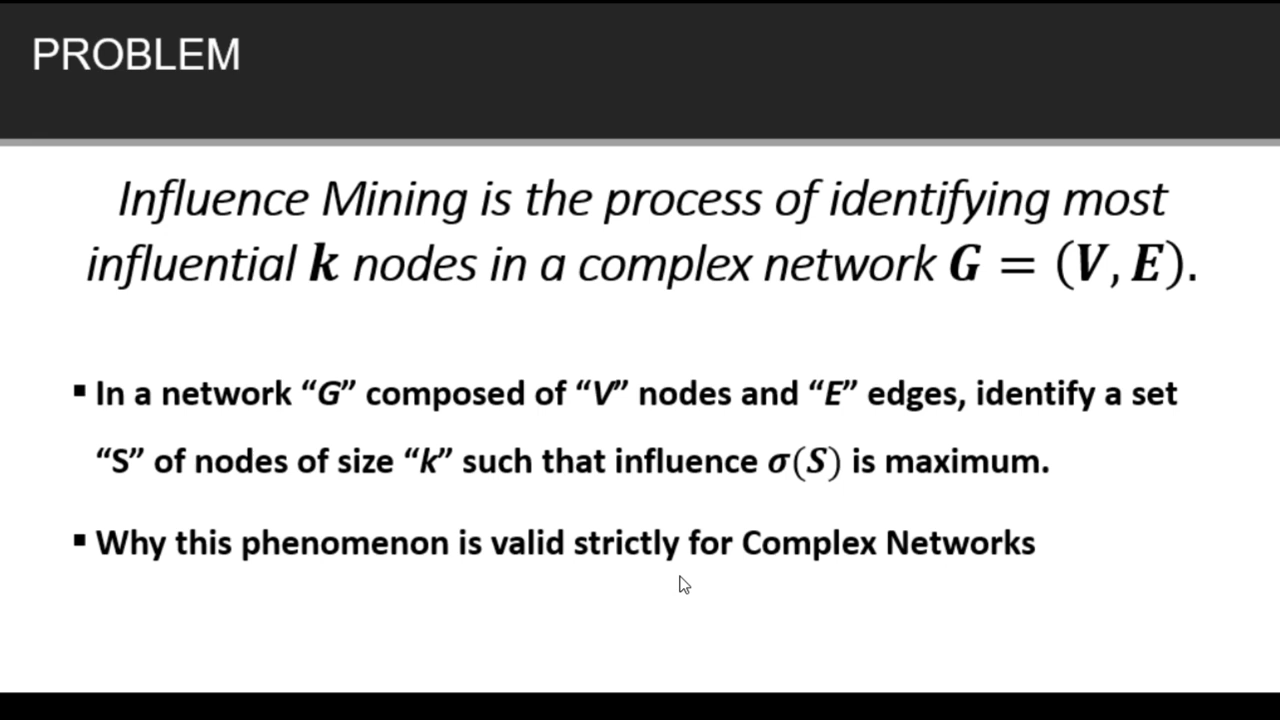 PROBLEM
Influence Mining is the process of identifying most
influential k nodes in a complex network G = (V, E).
▪ In a network “G” composed of “V” nodes and “E” edges, identify a set
“S” of nodes of size “k” such that influence σ(S) is maximum.
▪ Why this phenomenon is valid strictly for Complex Networks